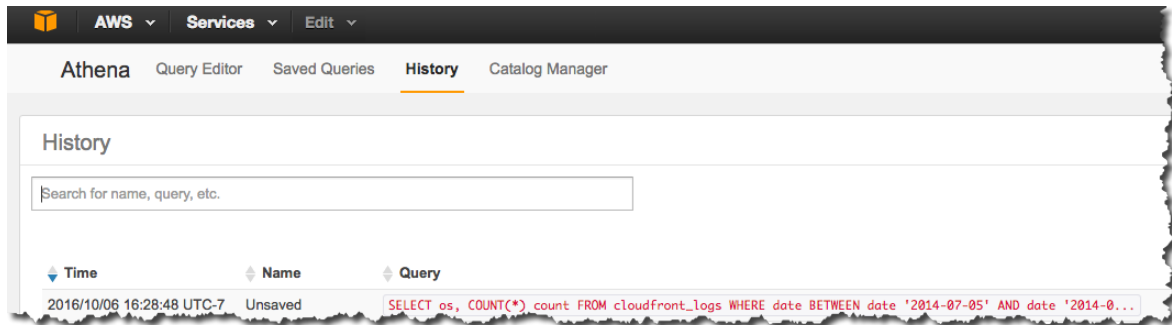 AWS Services Edit
Athena Query Editor Saved Queries History Catalog Manager
History
Search for name, query, etc.
Time Name Query
2016/10/06 16:28:48 UTC-7 Unsaved SELECT os, COUNT(*) count FROM cloudfront_logs WHERE date BETWEEN date '2014-07-05' AND date '2014-0...